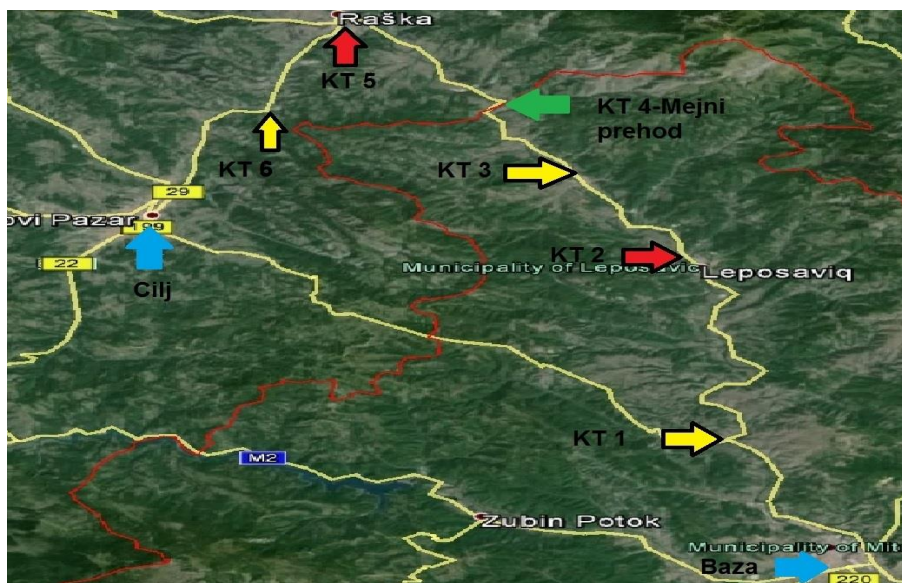 Raška
KT 5
KT 4-Mejni
prehod
KT 6
KT 3
29
ovi Pazar
199
KT 2
22
Municipality of Leposavic
Leposaviq
Cilj
KT 1
M2
Zubin Potok
Municipality of Mit
Baza
220